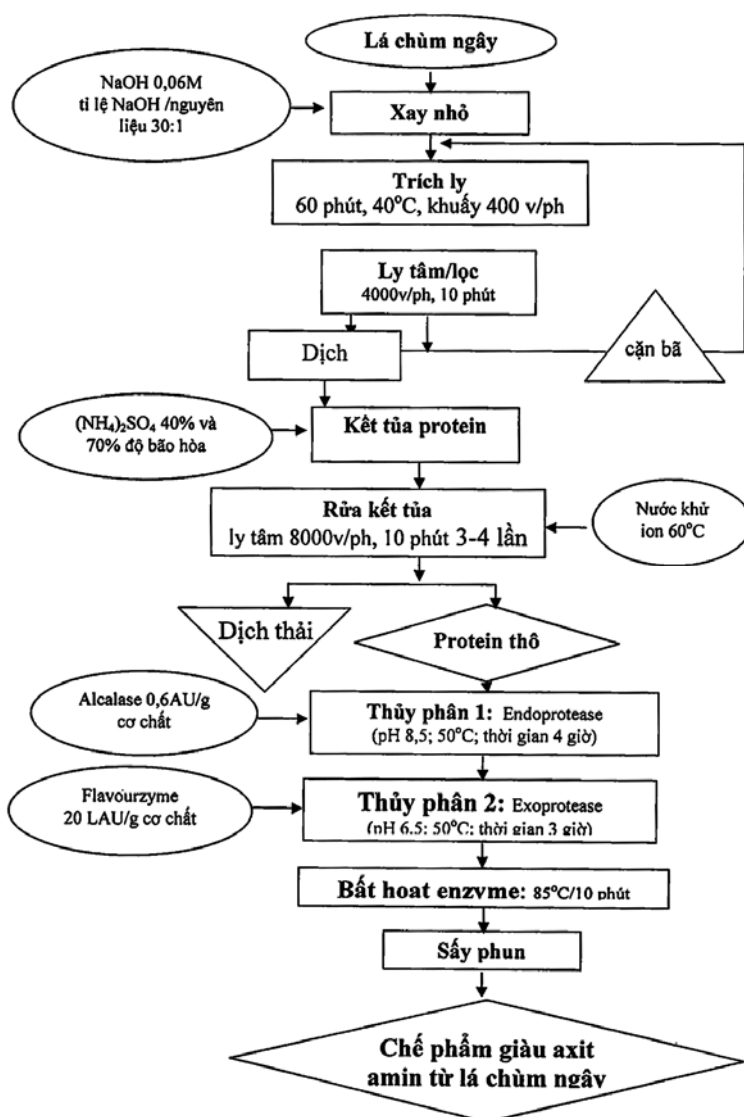 Lá chùm ngây
NaOH 0,06M
tỉ lệ NaOH /nguyên
liệu 30:1
Xay nhỏ
Trích ly
60 phút, 40°C, khuấy 400 v/ph
Ly tâm/lọc
4000v/ph, 10 phút
Dịch
cặn bã
(NH₄)₂SO₄ 40% và
70% độ bão hòa
Kết tủa protein
Rửa kết tủa
ly tâm 8000v/ph, 10 phút 3-4 lần
Nước khử
ion 60°C
Dịch thải
Protein thô
Alcalase 0,6AU/g
cơ chất
Thủy phân 1: Endoprotease
(pH 8,5; 50°C; thời gian 4 giờ)
Flavourzyme
20 LAU/g cơ chất
Thủy phân 2: Exoprotease
(pH 6.5; 50°C; thời gian 3 giờ)
Bất hoat enzyme: 85°C/10 phút
Sấy phun
Chế phẩm giàu axit
amin từ lá chùm ngây